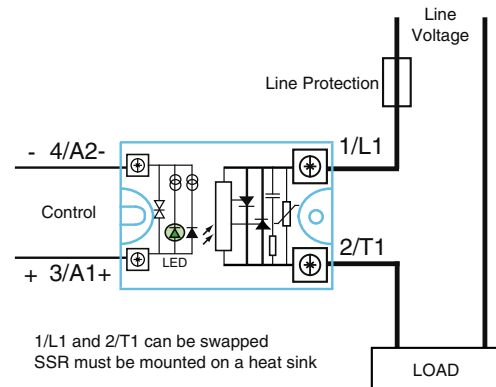 Line
Voltage
Line Protection
1/L1
- 4/A2-
Control
LED
2/T1
+ 3/A1+
1/L1 and 2/T1 can be swapped
SSR must be mounted on a heat sink
LOAD